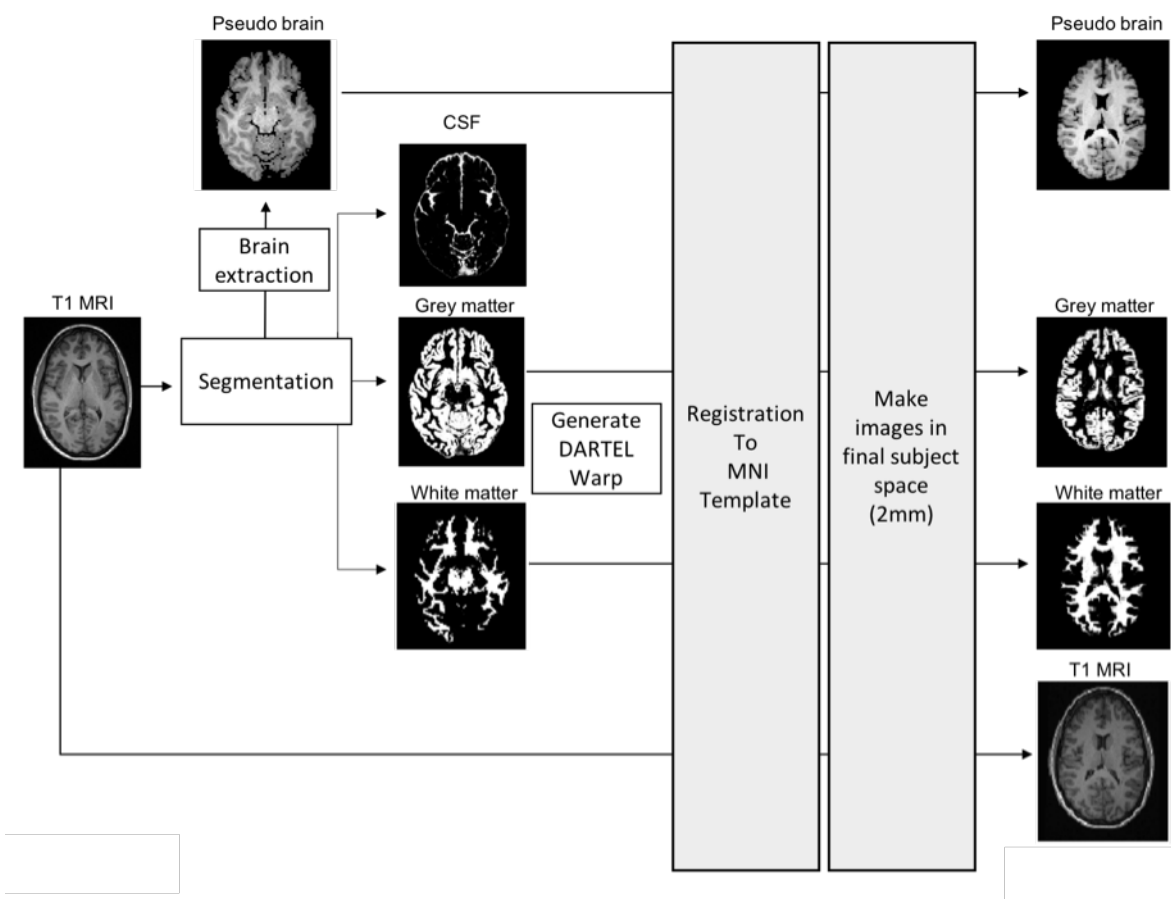 Pseudo brain
Pseudo brain
CSF
Brain
extraction
T1 MRI
Grey matter
Grey matter
Segmentation
Generate
DARTEL
Warp
Registration
To
MNI
Template
Make
images in
final subject
space
(2mm)
White matter
White matter
T1 MRI